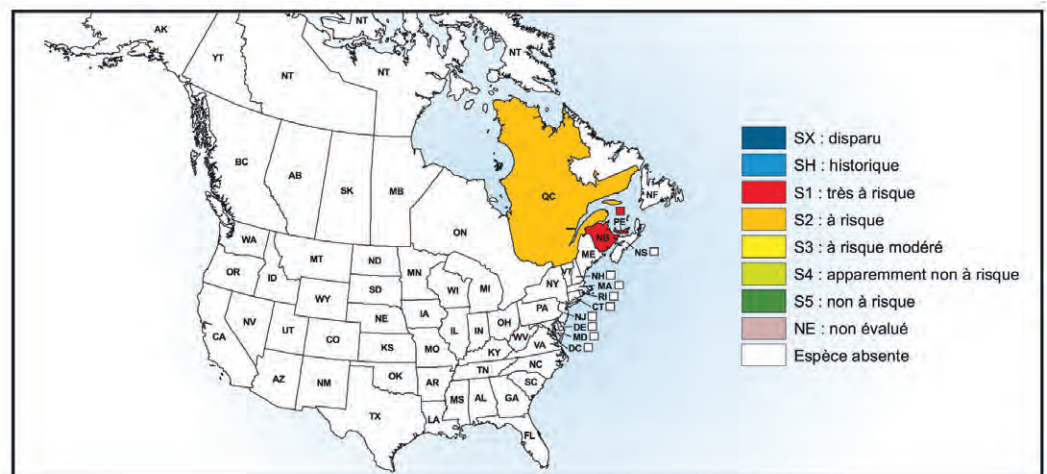 AK
NT
YT
NT
NT
NT
BC
AB
SK
MB
QC
NF
ON
PE
NB
NS
WA
MT
ND
MN
ME
VT
NH
OR
ID
SD
WI
MI
NY
MA
RI
WY
CT
NE
IA
PA
NJ
NV
UT
IL
IN
OH
DE
CA
CO
KS
MO
WV
VA
MD
KY
DC
AZ
NM
OK
AR
TN
NC
SC
TX
MS
AL
GA
LA
FL
SX : disparu
SH : historique
S1 : très à risque
S2 : à risque
S3 : à risque modéré
S4 : apparemment non à risque
S5 : non à risque
NE : non évalué
Espèce absente